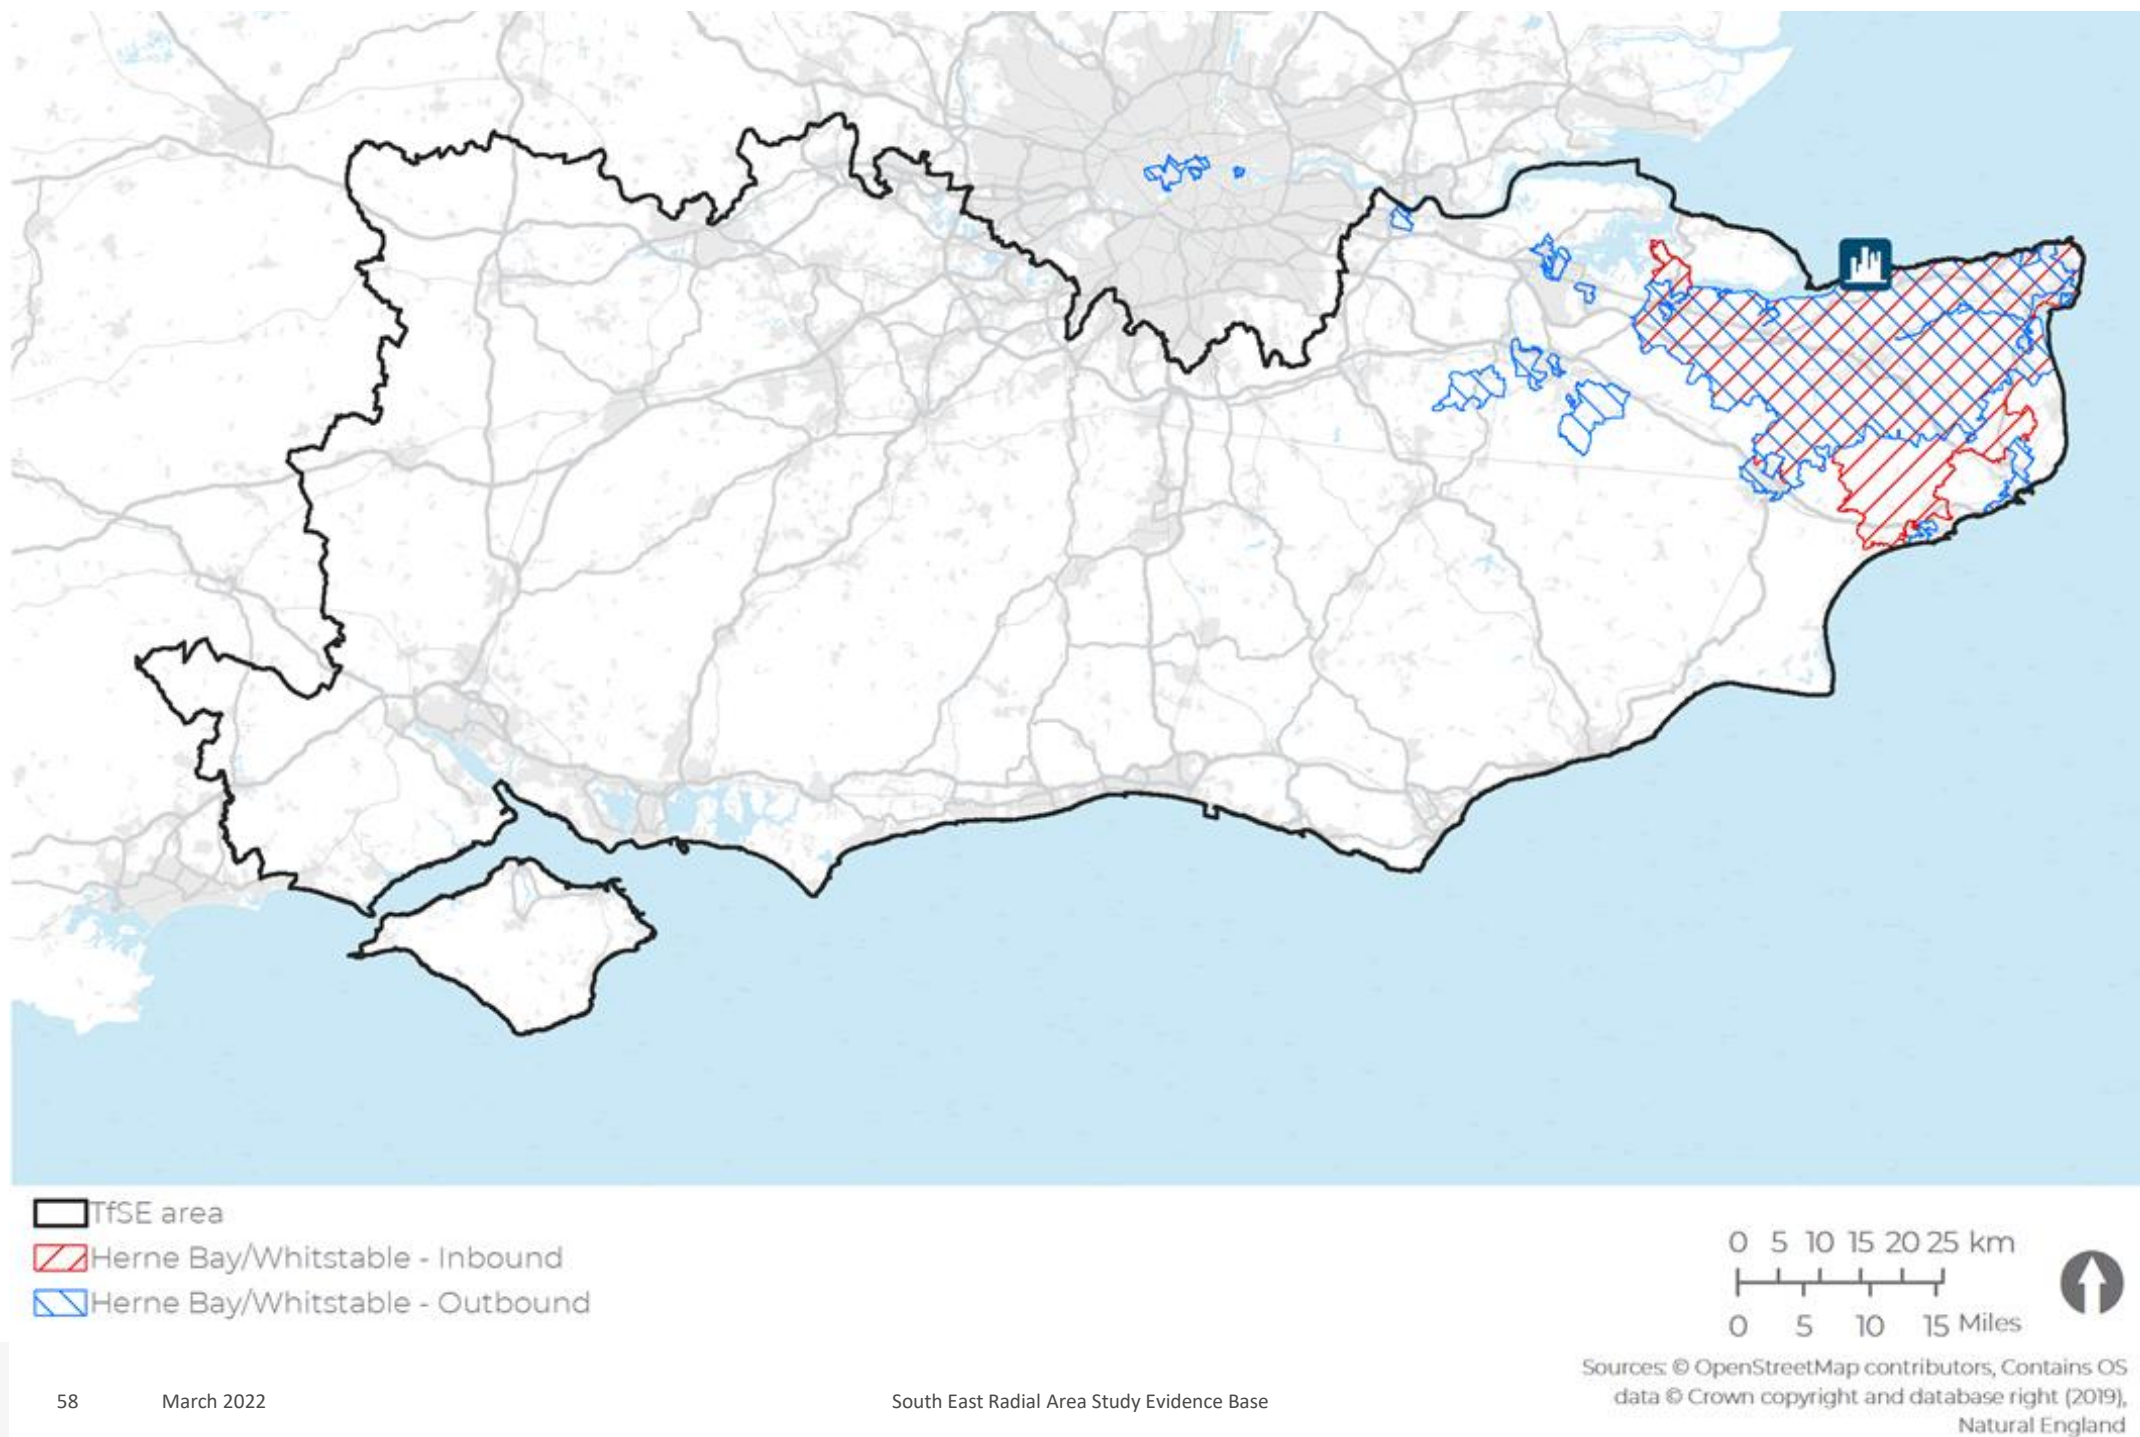 TfSE area
Herne Bay/Whitstable - Inbound
Herne Bay/Whitstable - Outbound
0 5 10 15 20 25 km
0 5 10 15 Miles
Sources: © OpenStreetMap contributors, Contains OS
data © Crown copyright and database right (2019),
Natural England
58 March 2022 South East Radial Area Study Evidence Base